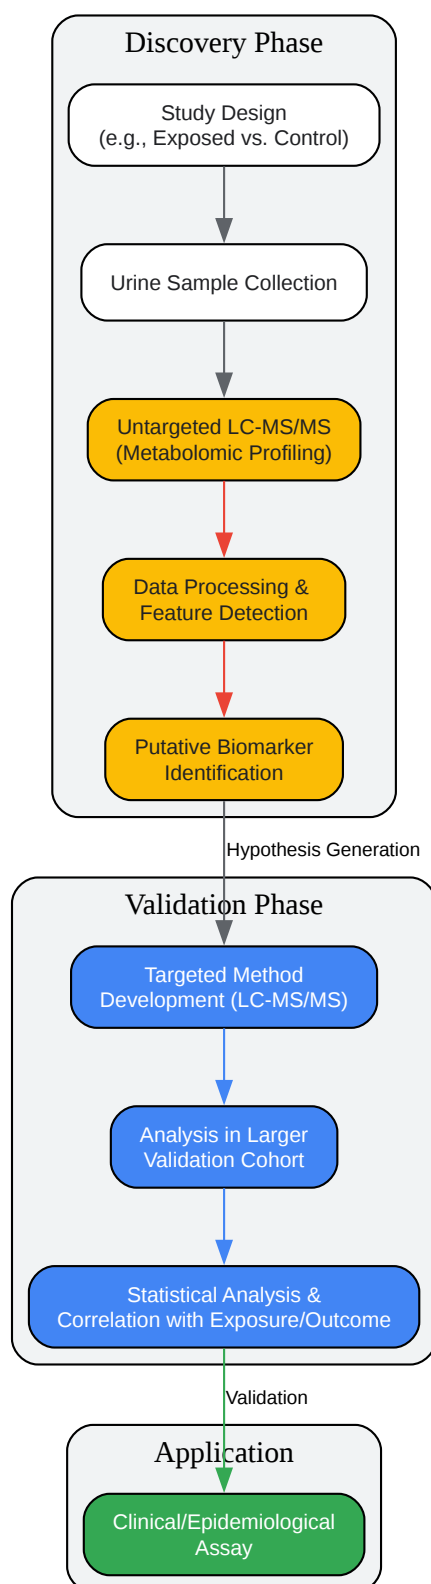 Discovery Phase
Study Design
(e.g., Exposed vs. Control)
Urine Sample Collection
Untargeted LC-MS/MS
(Metabolomic Profiling)
Data Processing &
Feature Detection
Putative Biomarker
Identification
Hypothesis Generation
Validation Phase
Targeted Method
Development (LC-MS/MS)
Analysis in Larger
Validation Cohort
Statistical Analysis &
Correlation with Exposure/Outcome
Validation
Application
Clinical/Epidemiological
Assay